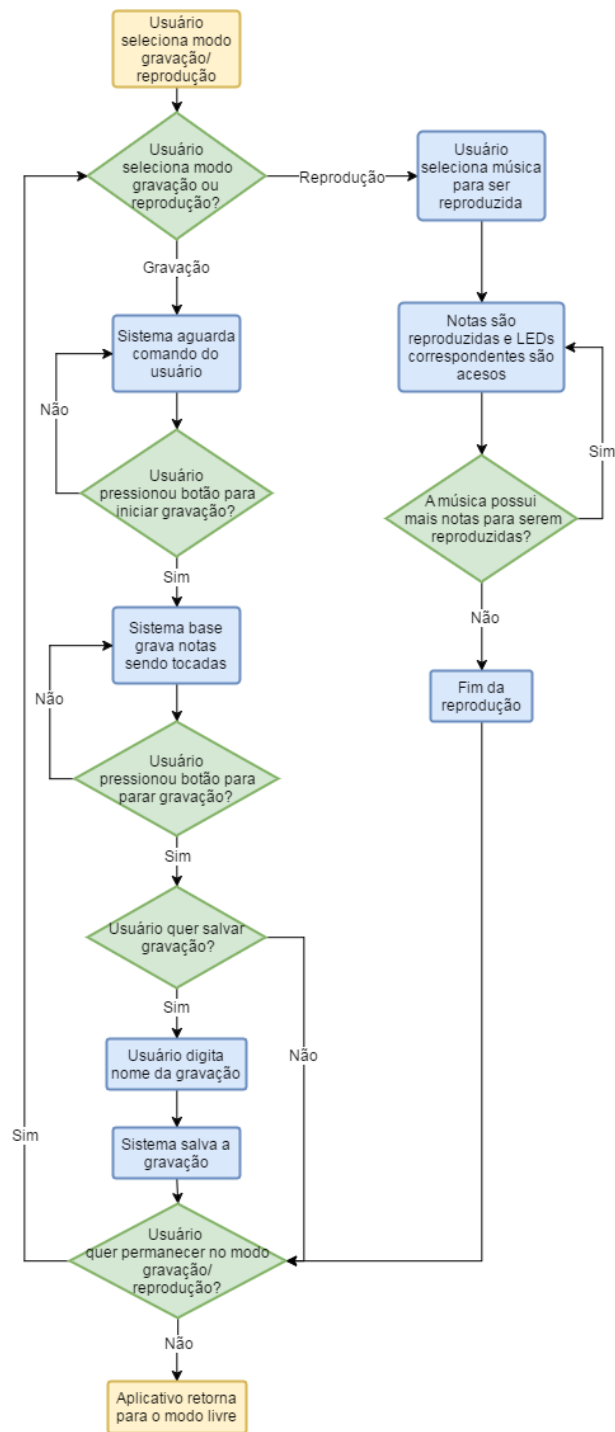 Usuário
seleciona modo
gravação/
reprodução
Usuário
seleciona modo
gravação ou
reprodução?
Reprodução
Usuário
seleciona música
para ser
reproduzida
Gravação
Sistema aguarda
comando do
usuário
Notas são
reproduzidas e LEDs
correspondentes são
acesos
Não
Sim
Usuário
pressionou botão para
iniciar gravação?
A música possui
mais notas para serem
reproduzidas?
Sim
Não
Sistema base
grava notas
sendo tocadas
Fim da
reprodução
Não
Usuário
pressionou botão para
parar gravação?
Sim
Usuário quer salvar
gravação?
Sim
Não
Usuário digita
nome da gravação
Sim
Sistema salva a
gravação
Usuário
quer permanecer no modo
gravação/
reprodução?
Não
Aplicativo retorna
para o modo livre